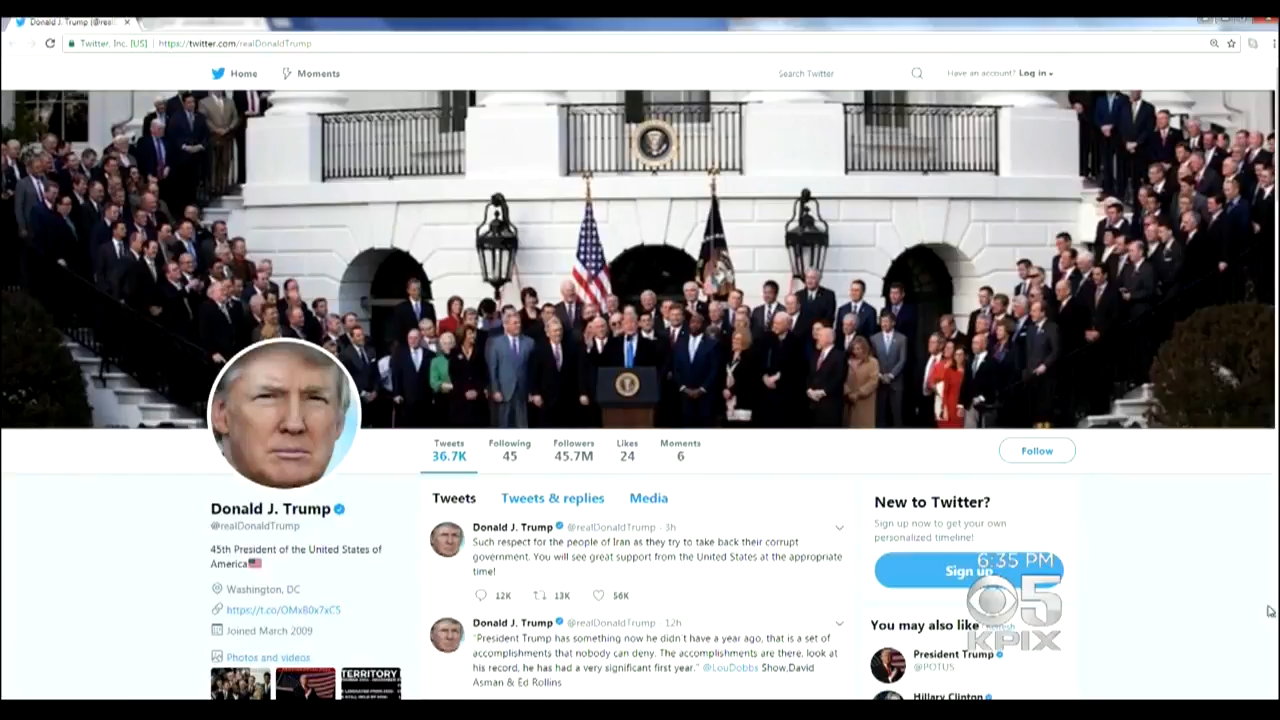 Donald J. Trump (@real
Twitter, Inc. [US] | https://twitter.com/realDonaldTrump
Home Moments Search Twitter Have an account? Log in
Tweets Following Followers Likes Moments
36.7K 45 45.7M 24 6
Follow
Donald J. Trump
@realDonaldTrump
45th President of the United States of
America
Washington, DC
https://t.co/OMxB0x7xC5
Joined March 2009
Photos and videos
TERRITORY
Tweets Tweets & replies Media
Donald J. Trump @realDonaldTrump · 3h
Such respect for the people of Iran as they try to take back their corrupt
government. You will see great support from the United States at the appropriate
time!
12K 13K 56K
Donald J. Trump @realDonaldTrump · 12h
"President Trump has something now he didn't have a year ago, that is a set of
accomplishments that nobody can deny. The accomplishments are there, look at
his record, he has had a very significant first year." @LouDobbs Show,David
Asman & Ed Rollins
New to Twitter?
Sign up now to get your own
personalized timeline!
Sign up
6:35 PM
5
KPIX
You may also like
President Trump
@POTUS
Hillary Clinton